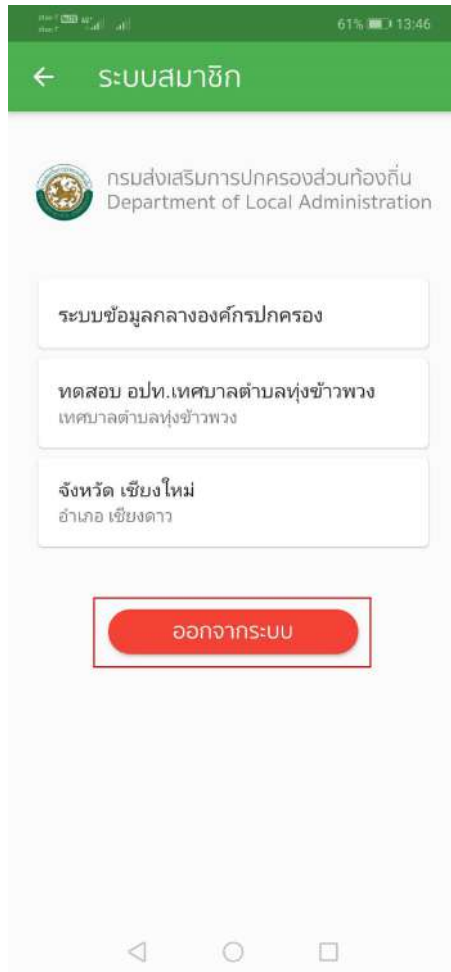 61% 13:46
ระบบสมาชิก
กรมส่งเสริมการปกครองส่วนท้องถิ่น
Department of Local Administration
ระบบข้อมูลกลางองค์กรปกครอง
ทดสอบ อปท.เทศบาลตำบลทุ่งข้าวพวง
เทศบาลตำบลทุ่งข้าวพวง
จังหวัด เชียงใหม่
อำเภอ เชียงดาว
ออกจากระบบ